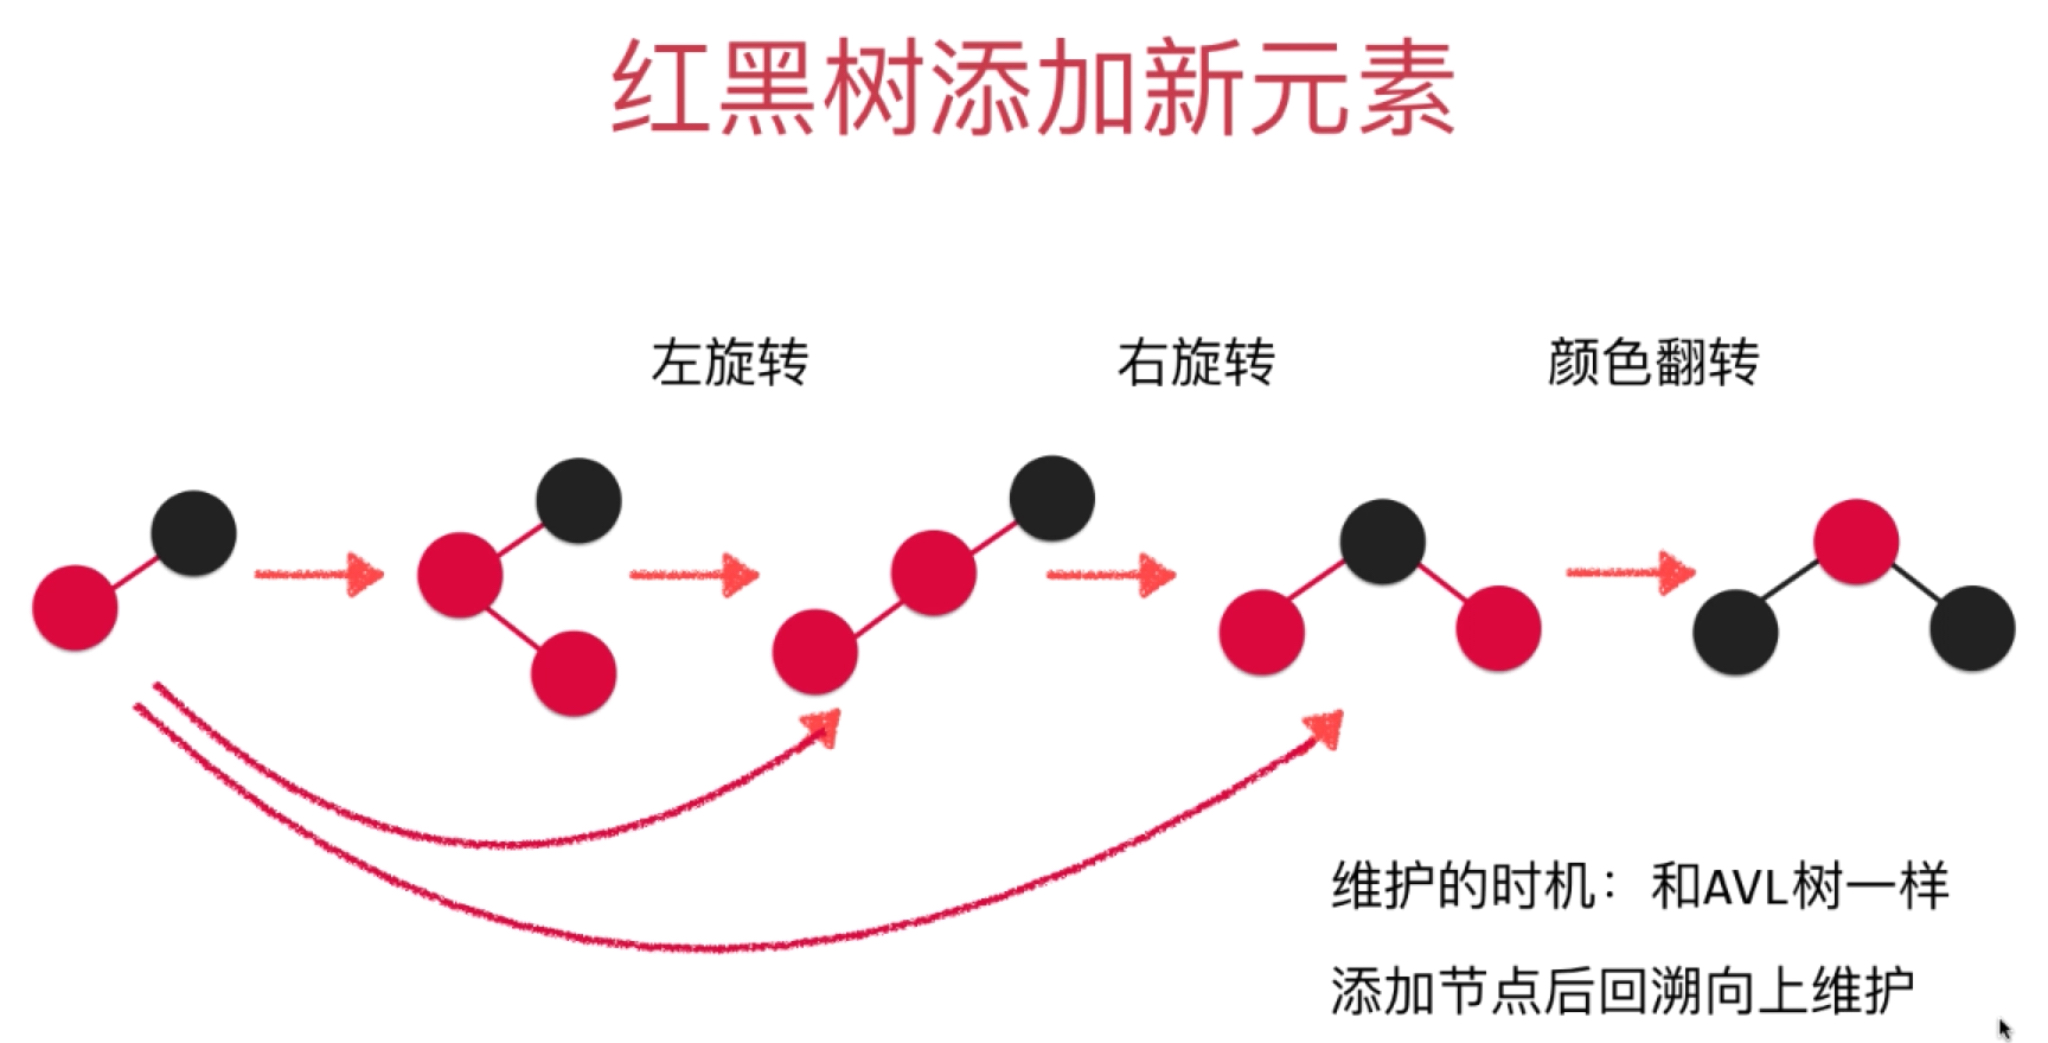 红黑树添加新元素
左旋转
右旋转
颜色翻转
维护的时机：和AVL树一样
添加节点后回溯向上维护